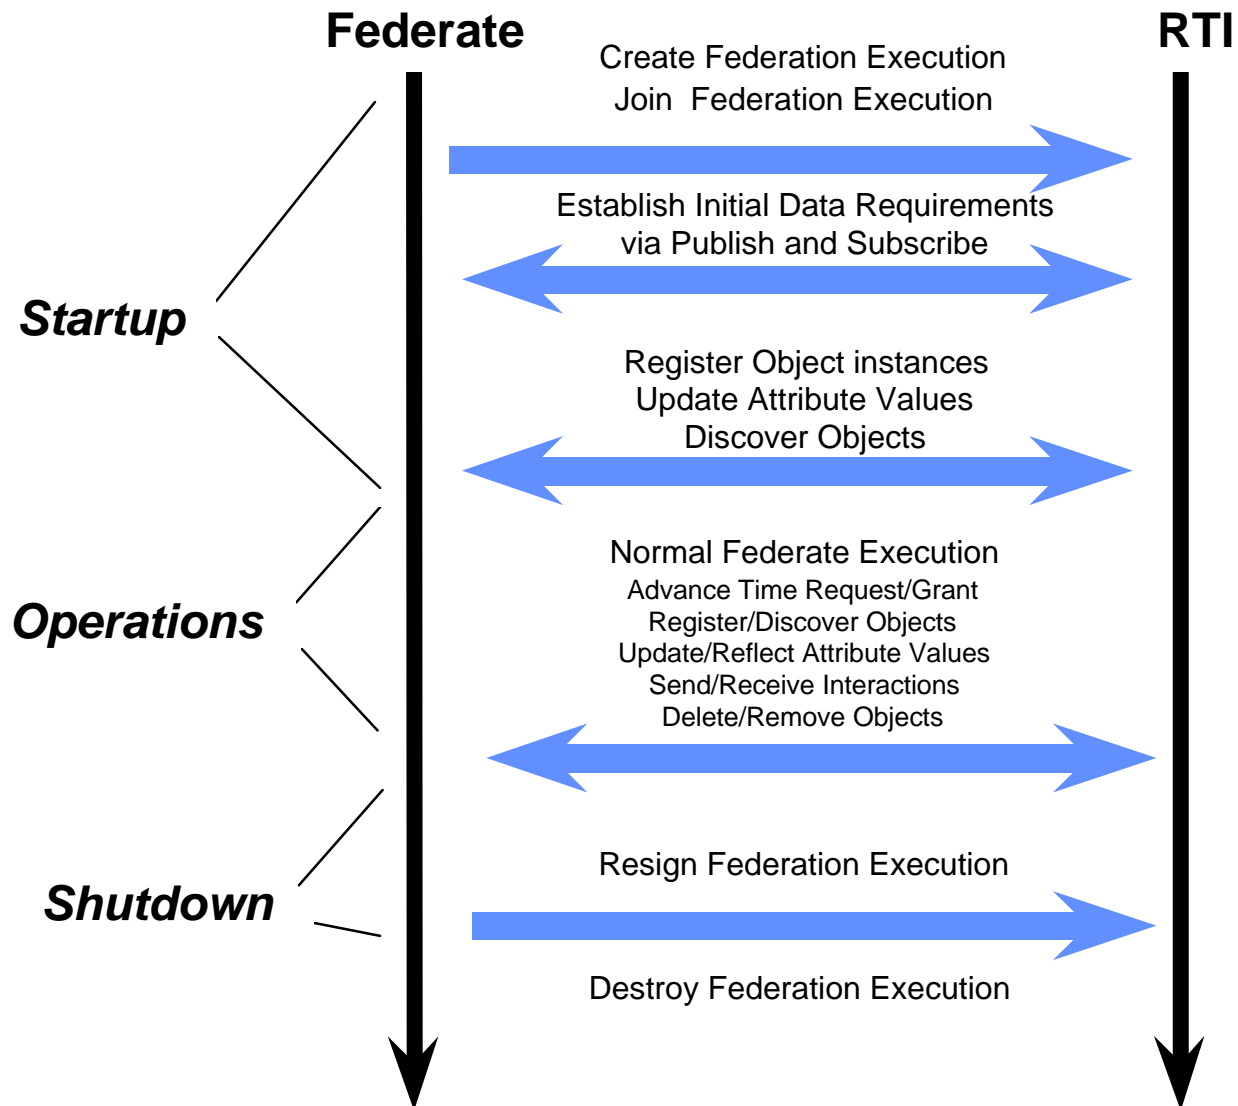 Federate
RTI
Create Federation Execution
Join  Federation Execution
Establish Initial Data Requirements
via Publish and Subscribe
Startup
Register Object instances
Update Attribute Values
Discover Objects
Normal Federate Execution
Advance Time Request/Grant
Operations
Register/Discover Objects
Update/Reflect Attribute Values
Send/Receive Interactions
Delete/Remove Objects
Resign Federation Execution
Shutdown
Destroy Federation Execution